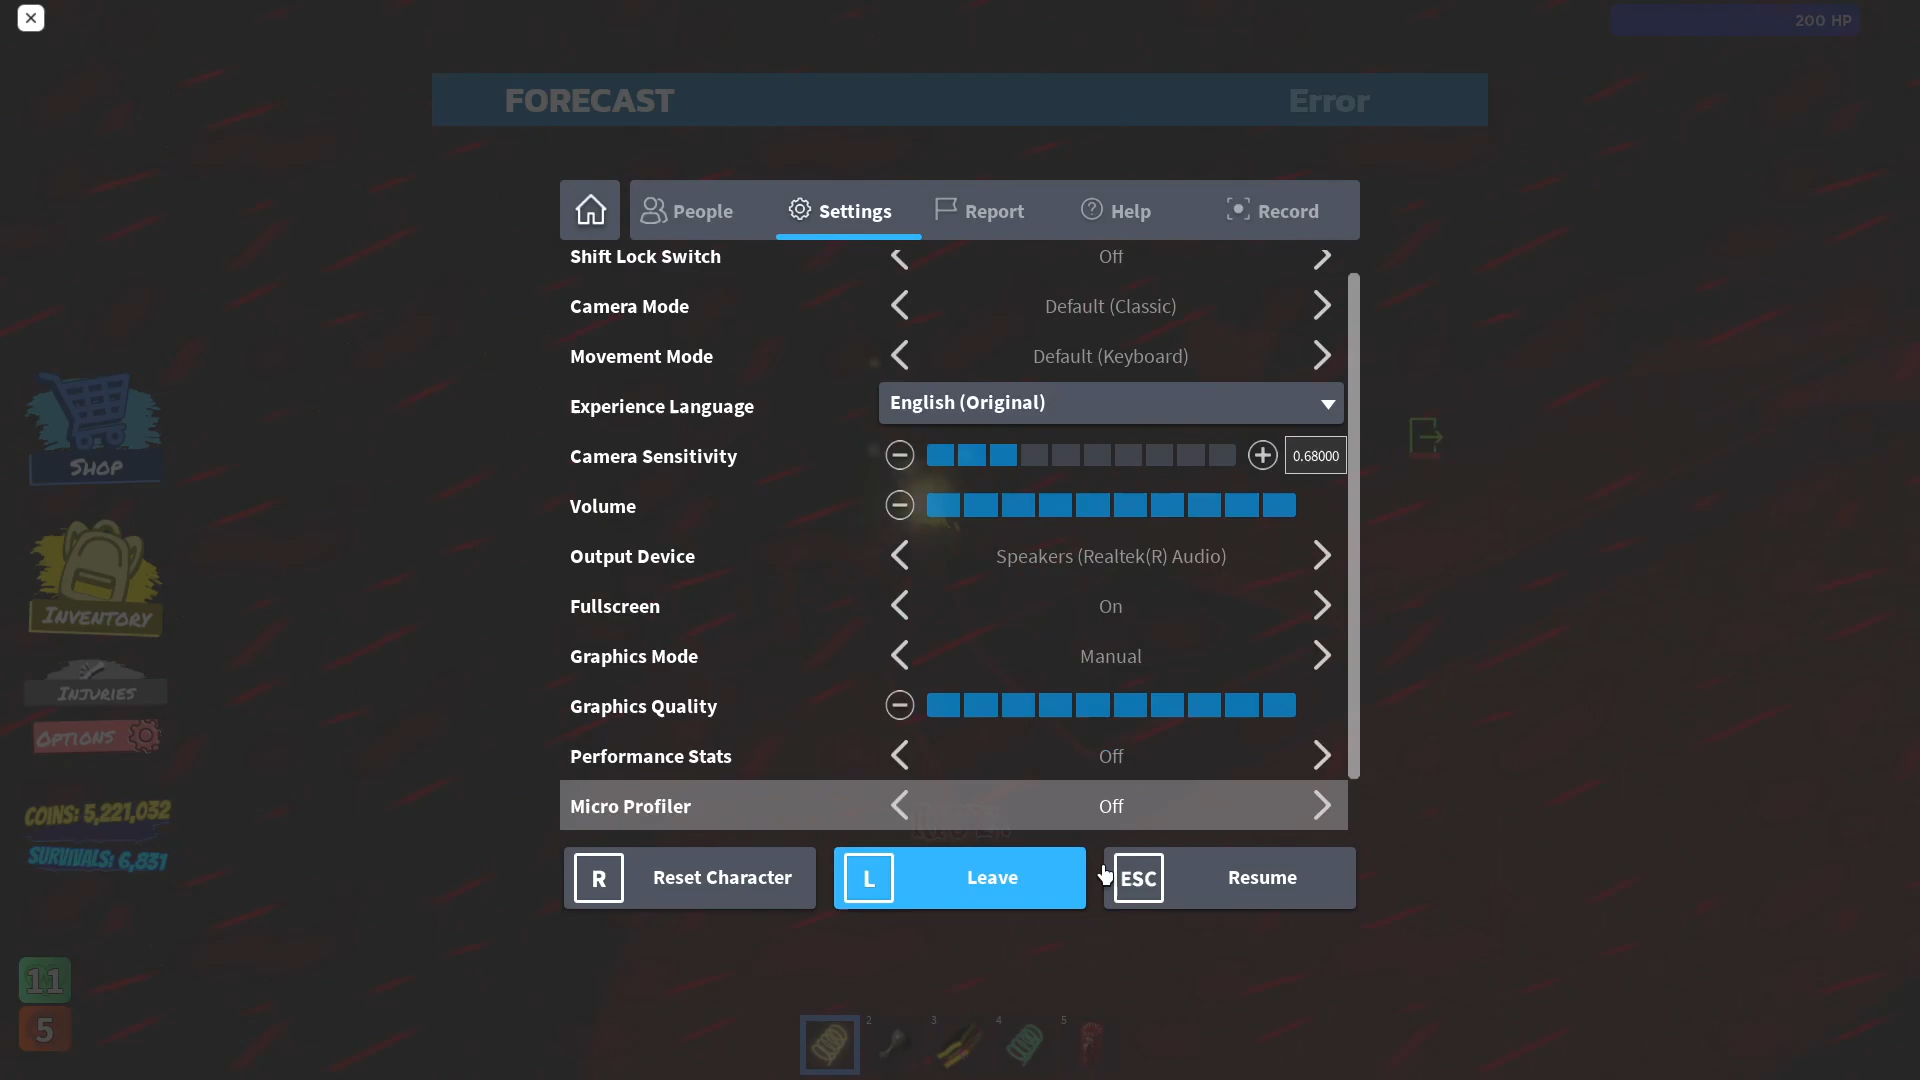 200 HP
FORECAST Error
People Settings Report Help Record
Shift Lock Switch Off
Camera Mode Default (Classic)
Movement Mode Default (Keyboard)
Experience Language English (Original)
Camera Sensitivity 0.68000
Volume
Output Device Speakers (Realtek(R) Audio)
Fullscreen On
Graphics Mode Manual
Graphics Quality
Performance Stats Off
Micro Profiler Off
R Reset Character L Leave ESC Resume
SHOP
INVENTORY
INJURIES
OPTIONS
COINS: 5,221,032
SURVIVALS: 6,831
11
5
2 3 4 5